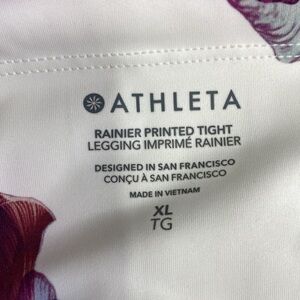 ATHLETA
RAINIER PRINTED TIGHT
LEGGING IMPRIMÉ RAINIER
DESIGNED IN SAN FRANCISCO
CONÇU À SAN FRANCISCO
MADE IN VIETNAM
XL
TG